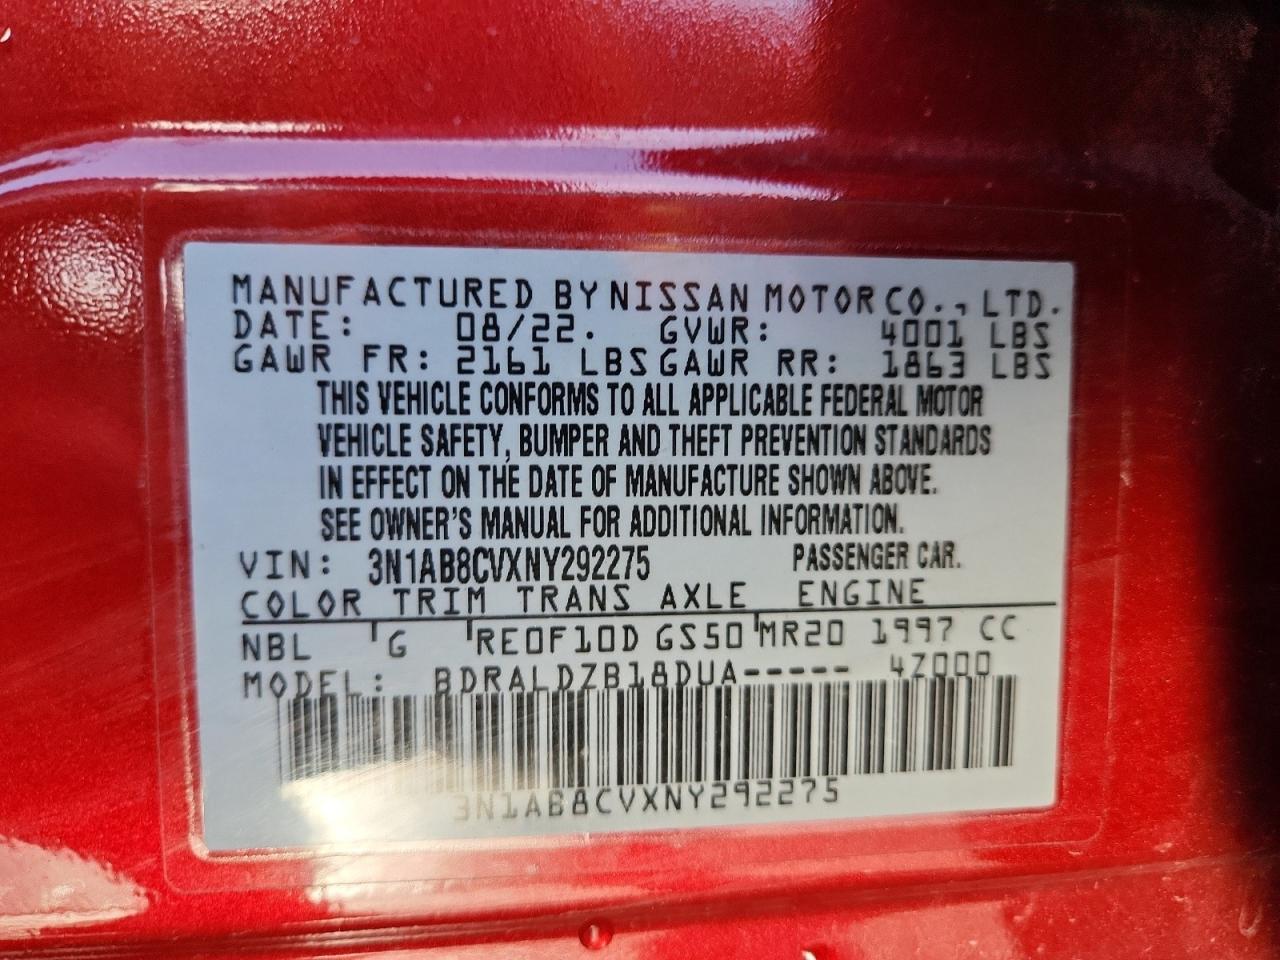 MANUFACTURED BY NISSAN MOTOR CO., LTD.
DATE: 08/22. GVWR: 4001 LBS
GAWR FR: 2161 LBS GAWR RR: 1863 LBS
THIS VEHICLE CONFORMS TO ALL APPLICABLE FEDERAL MOTOR
VEHICLE SAFETY, BUMPER AND THEFT PREVENTION STANDARDS
IN EFFECT ON THE DATE OF MANUFACTURE SHOWN ABOVE.
SEE OWNER'S MANUAL FOR ADDITIONAL INFORMATION.
VIN: 3N1AB8CVXNY292275 PASSENGER CAR.
COLOR TRIM TRANS AXLE ENGINE
NBL G RE0F10D GS50 MR20 1997 CC
MODEL: BDRALDZB18DUA----- 4Z000
3N1AB8CVXNY292275